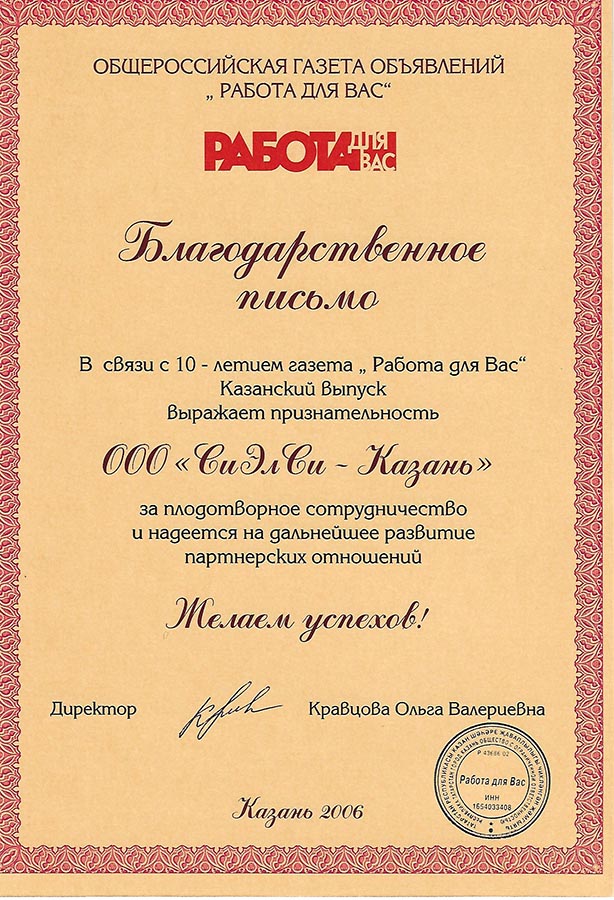 ОБЩЕРОССИЙСКАЯ ГАЗЕТА ОБЪЯВЛЕНИЙ
„ РАБОТА ДЛЯ ВАС“
РАБОТА ДЛЯ ВАС
Благодарственное
письмо
В связи с 10 - летием газета „ Работа для Вас“
Казанский выпуск
выражает признательность
ООО «СиЭлСи - Казань»
за плодотворное сотрудничество
и надеется на дальнейшее развитие
партнерских отношений
Желаем успехов!
Директор
Кравцова Ольга Валериевна
Работа для Вас
ИНН
1654033408
Казань 2006